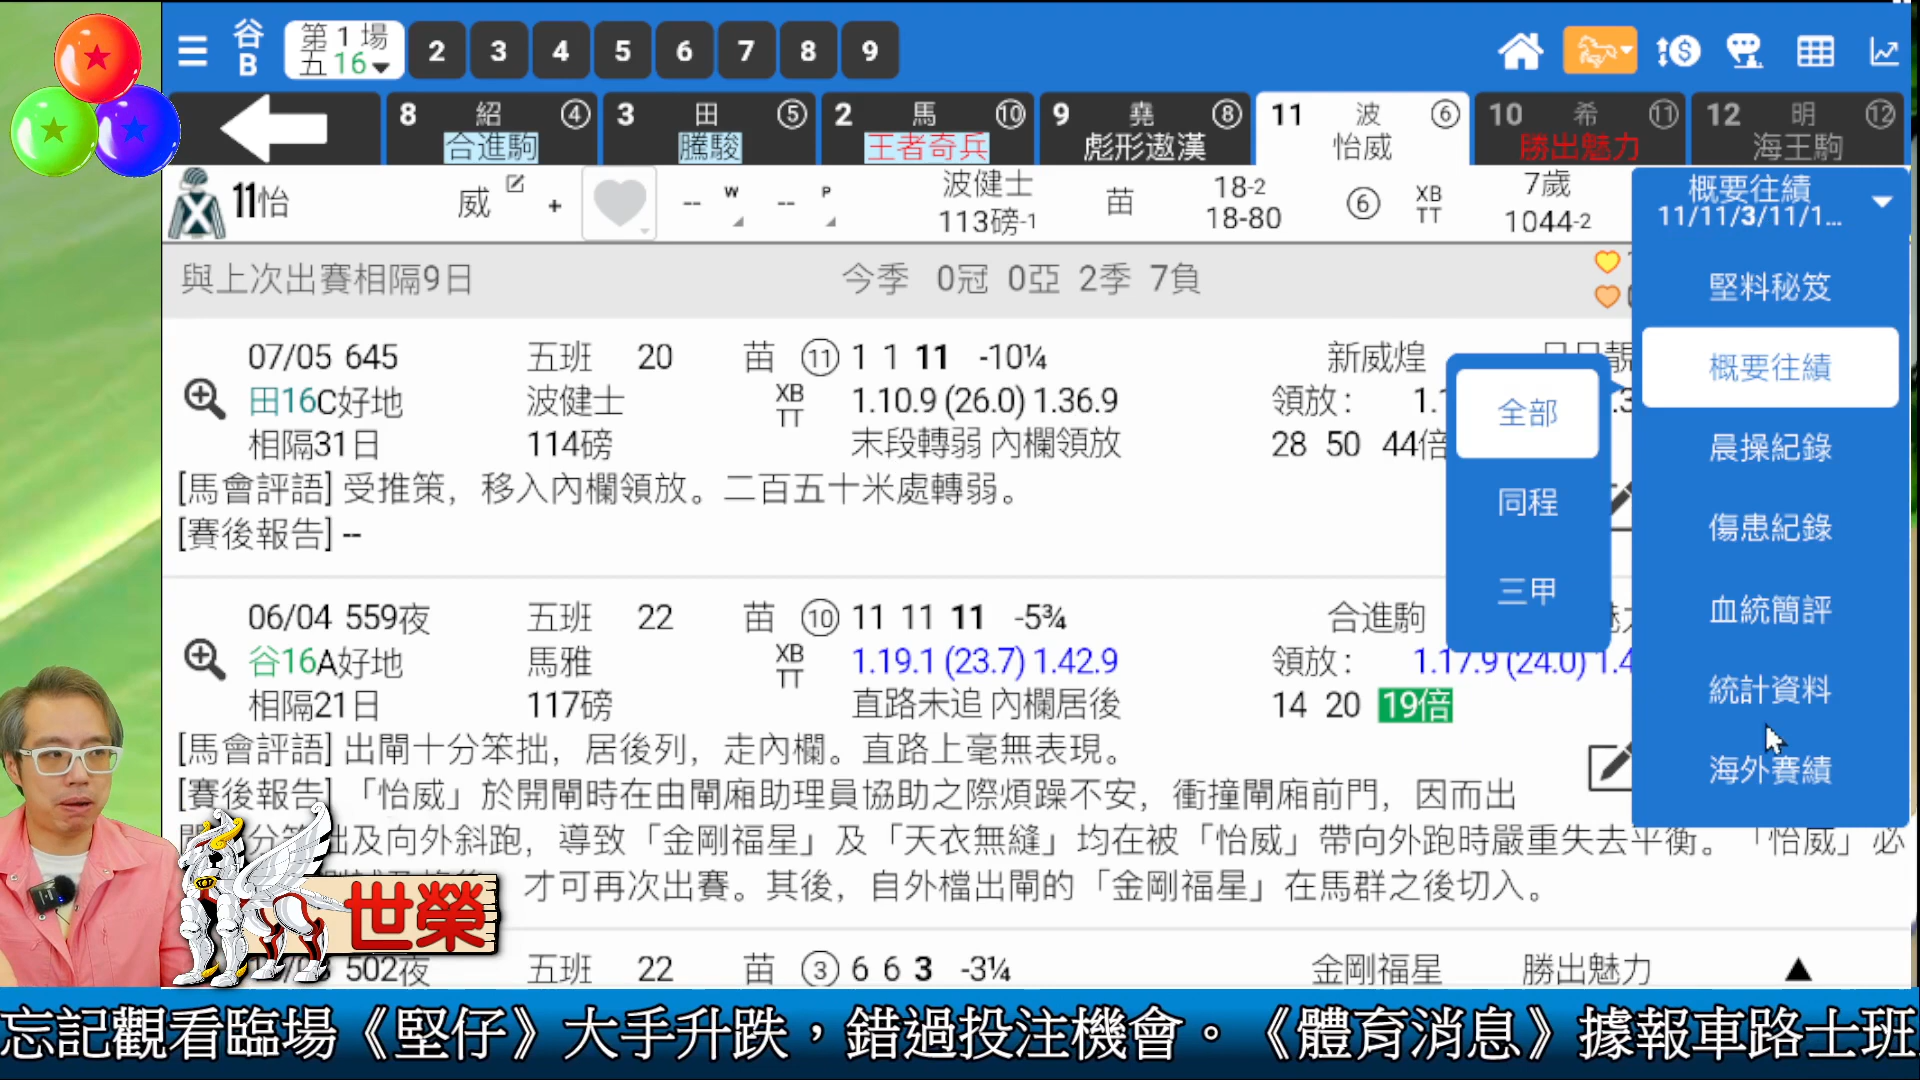 谷 B
第 1 場
五 16
2 3 4 5 6 7 8 9
8 紹 ④ 合進駒
3 田 ⑤ 騰駿
2 馬 ⑩ 王者奇兵
9 堯 ⑧ 彪形遨漢
11 波 ⑥ 怡威
10 希 ⑪ 勝出魅力
12 明 ⑫ 海王駒
11怡 威 + -- W -- P
波健士
113磅-1
苗
18-2
18-80
⑥
XB
TT
7歲
1044-2
概要往績
11/11/3/11/1...
堅料秘笈
概要往績
晨操紀錄
傷患紀錄
血統簡評
統計資料
海外賽績
全部
同程
三甲
與上次出賽相隔9日 今季 0冠 0亞 2季 7負
07/05 645 五班 20 苗 ⑪ 1 1 11 -10¼ 新威煌
田16C好地 波健士 XB TT 1.10.9 (26.0) 1.36.9 領放: 1.
相隔31日 114磅 末段轉弱 內欄領放 28 50 44倍
[馬會評語] 受推策，移入內欄領放。二百五十米處轉弱。
[賽後報告] --
06/04 559夜 五班 22 苗 ⑩ 11 11 11 -5¾ 合進駒
谷16A好地 馬雅 XB TT 1.19.1 (23.7) 1.42.9 領放: 1.17.9 (24.0) 1.4
相隔21日 117磅 直路未追 內欄居後 14 20 19倍
[馬會評語] 出閘十分笨拙，居後列，走內欄。直路上毫無表現。
[賽後報告] 「怡威」於開閘時在由閘廂助理員協助之際煩躁不安，衝撞閘廂前門，因而出
拙及向外斜跑，導致「金剛福星」及「天衣無縫」均在被「怡威」帶向外跑時嚴重失去平衡。「怡威」必
才可再次出賽。其後，自外檔出閘的「金剛福星」在馬群之後切入。
502夜 五班 22 苗 ③ 6 6 3 -3¼ 金剛福星 勝出魅力
世榮
忘記觀看臨場《堅仔》大手升跌，錯過投注機會。《體育消息》據報車路士班